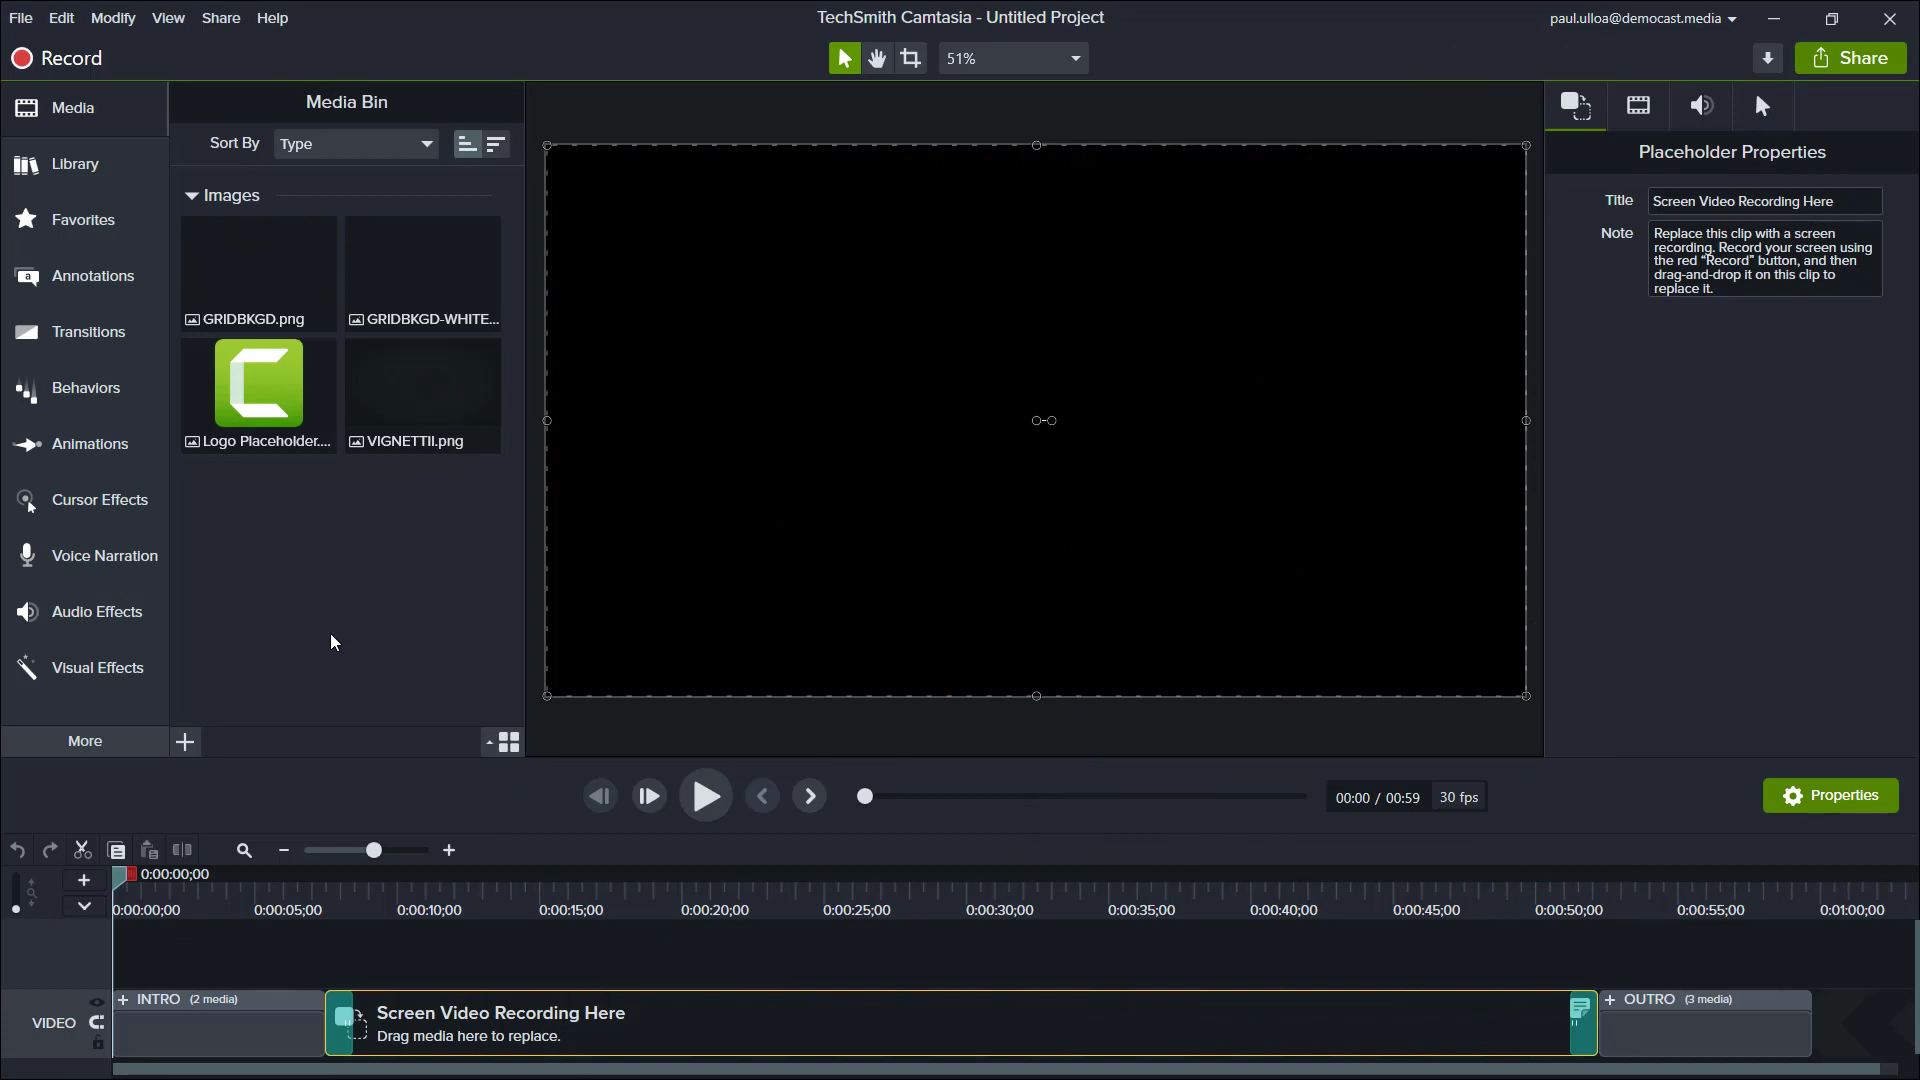 File Edit Modify View Share Help
TechSmith Camtasia - Untitled Project
paul.ulloa@democast.media
Record
51%
Share
Media
Library
Favorites
Annotations
a
Transitions
Behaviors
Animations
Cursor Effects
Voice Narration
Audio Effects
Visual Effects
More
Media Bin
Sort By Type
Images
GRIDBKGD.png
GRIDBKGD-WHITE...
Logo Placeholder....
VIGNETTII.png
Placeholder Properties
Title Screen Video Recording Here
Note Replace this clip with a screen
recording. Record your screen using
the red “Record” button, and then
drag-and-drop it on this clip to
replace it.
00:00 / 00:59 30 fps
Properties
0:00:00;00
0:00:00;00 0:00:05;00 0:00:10;00 0:00:15;00 0:00:20;00 0:00:25;00 0:00:30;00 0:00:35;00 0:00:40;00 0:00:45;00 0:00:50;00 0:00:55;00 0:01:00;00
VIDEO
+ INTRO (2 media)
Screen Video Recording Here
Drag media here to replace.
+ OUTRO (3 media)